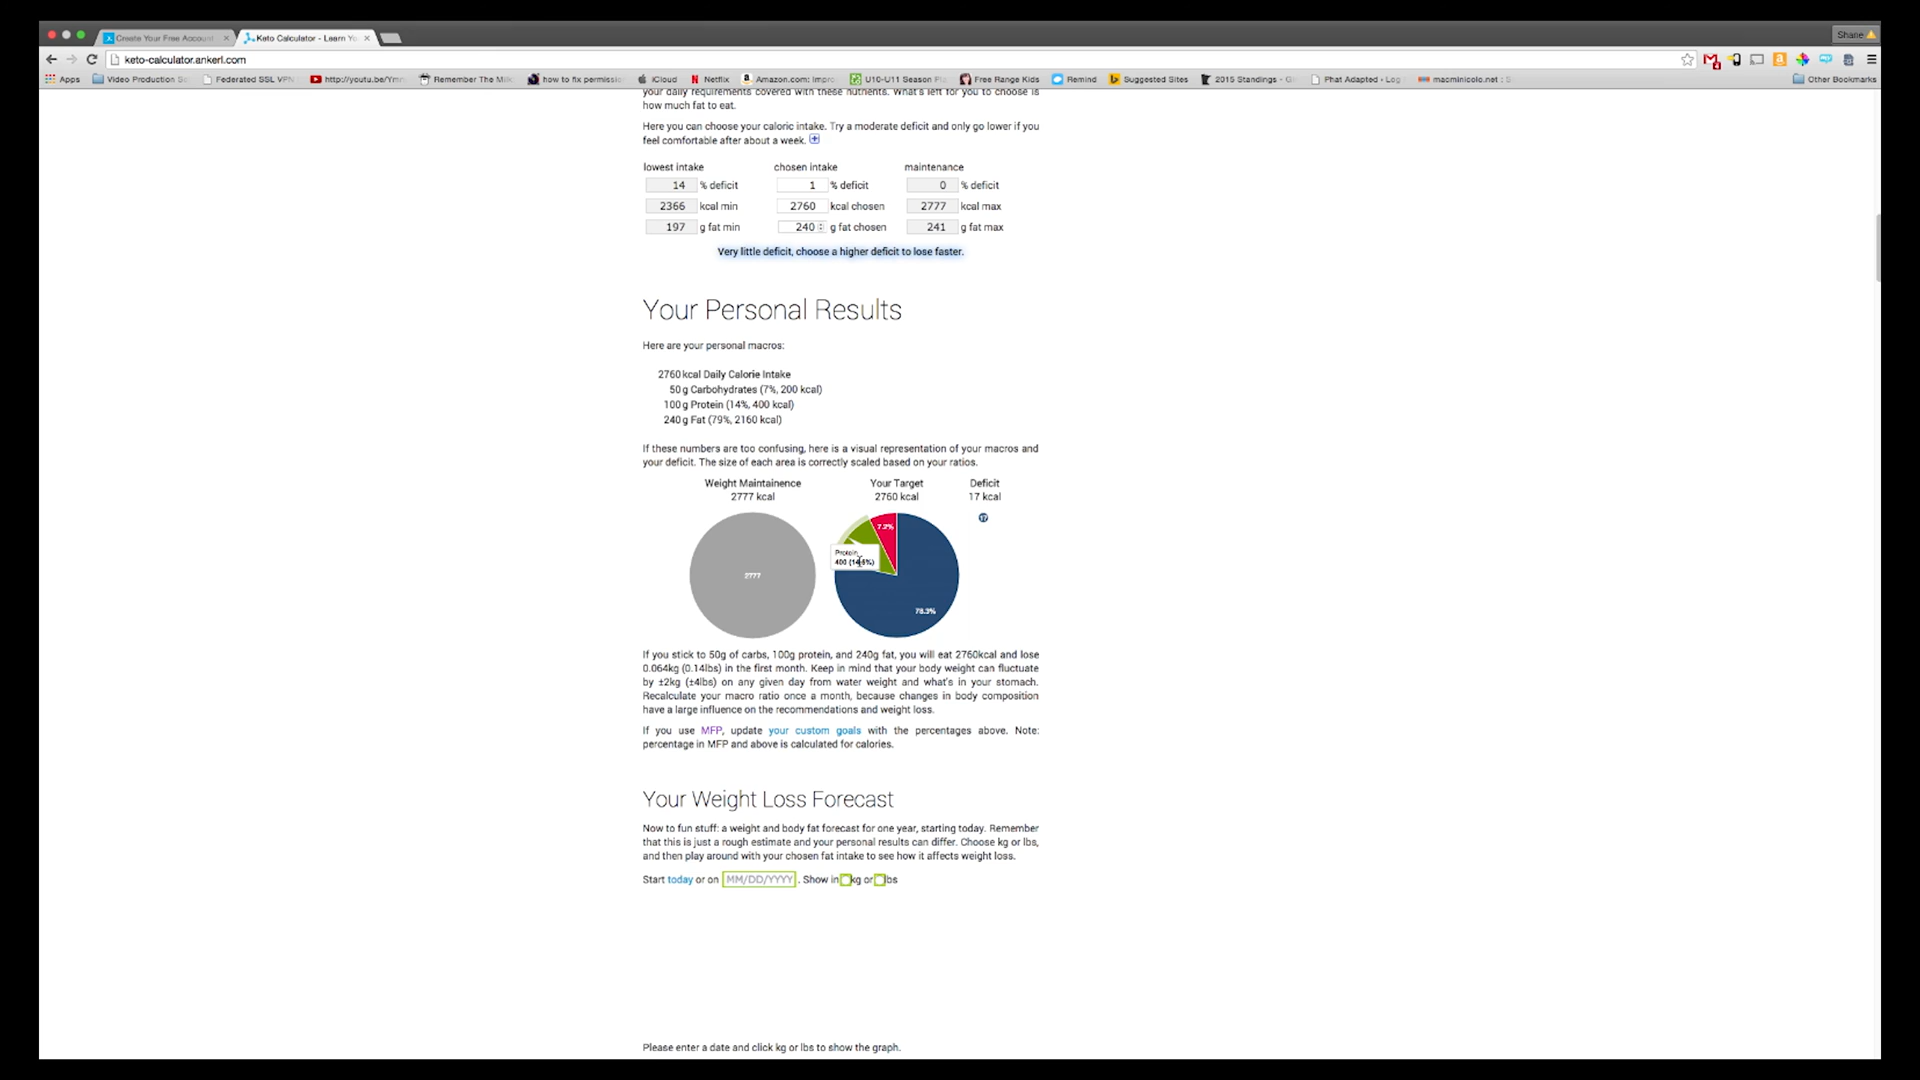 Create Your Free Account
Keto Calculator - Learn Yo
Shane
keto-calculator.ankerl.com
Apps
Video Production S
Federated SSL VPN
http://youtu.be/Ymr
Remember The Mil
how to fix permissi
iCloud
Netflix
Amazon.com: Impro
U10-U11 Season Pl
Free Range Kids
Remind
Suggested Sites
2015 Standings - G
Phat Adapted › Log
macminicolo.net : S
Other Bookmarks
your daily requirements covered with these nutrients. What's left for you to choose is
how much fat to eat.
Here you can choose your caloric intake. Try a moderate deficit and only go lower if you
feel comfortable after about a week.
lowest intake chosen intake maintenance
14 % deficit 1 % deficit 0 % deficit
2366 kcal min 2760 kcal chosen 2777 kcal max
197 g fat min 240 g fat chosen 241 g fat max
Very little deficit, choose a higher deficit to lose faster.
Your Personal Results
Here are your personal macros:
2760 kcal Daily Calorie Intake
50 g Carbohydrates (7%, 200 kcal)
100 g Protein (14%, 400 kcal)
240 g Fat (79%, 2160 kcal)
If these numbers are too confusing, here is a visual representation of your macros and
your deficit. The size of each area is correctly scaled based on your ratios.
Weight Maintainence Your Target Deficit
2777 kcal 2760 kcal 17 kcal
17
7.2%
Protein
400 (14.5%)
2777
78.3%
If you stick to 50g of carbs, 100g protein, and 240g fat, you will eat 2760kcal and lose
0.064kg (0.14lbs) in the first month. Keep in mind that your body weight can fluctuate
by ±2kg (±4lbs) on any given day from water weight and what's in your stomach.
Recalculate your macro ratio once a month, because changes in body composition
have a large influence on the recommendations and weight loss.
If you use MFP, update your custom goals with the percentages above. Note:
percentage in MFP and above is calculated for calories.
Your Weight Loss Forecast
Now to fun stuff: a weight and body fat forecast for one year, starting today. Remember
that this is just a rough estimate and your personal results can differ. Choose kg or lbs,
and then play around with your chosen fat intake to see how it affects weight loss.
Start today or on MM/DD/YYYY . Show in kg or lbs
Please enter a date and click kg or lbs to show the graph.